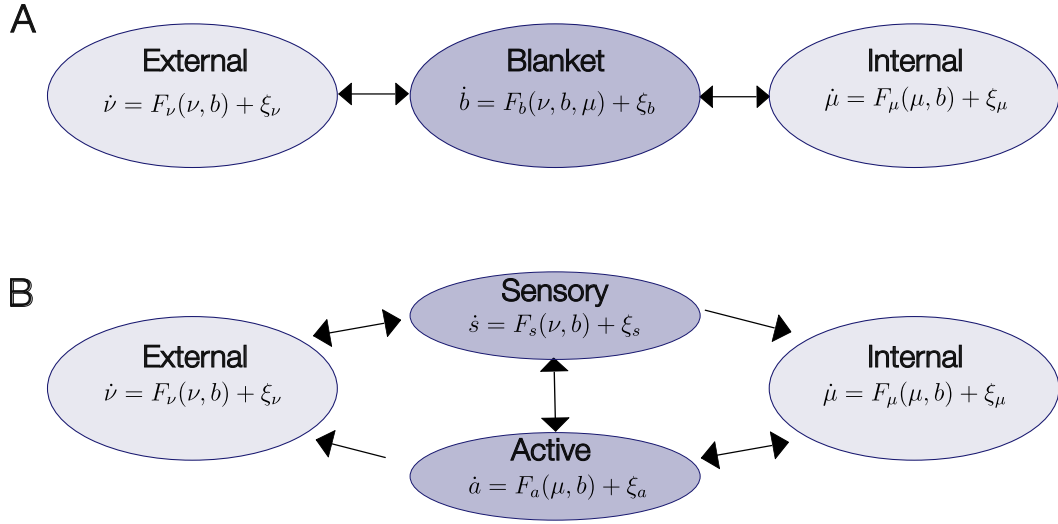 A
External
ν̇ = F_ν(ν, b) + ξ_ν
Blanket
ḃ = F_b(ν, b, μ) + ξ_b
Internal
μ̇ = F_μ(μ, b) + ξ_μ
B
Sensory
ṡ = F_s(ν, b) + ξ_s
External
ν̇ = F_ν(ν, b) + ξ_ν
Internal
μ̇ = F_μ(μ, b) + ξ_μ
Active
ȧ = F_a(μ, b) + ξ_a